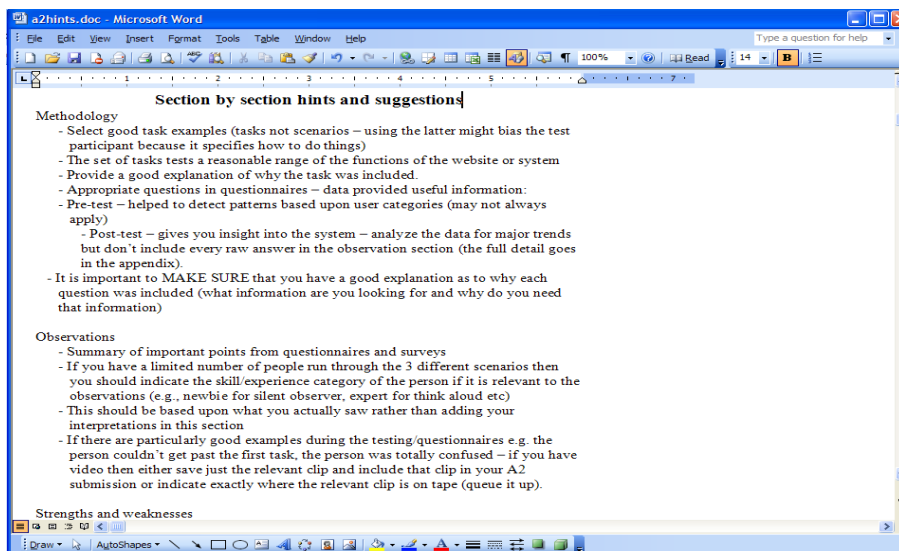 a2hints.doc - Microsoft Word
File Edit View Insert Format Tools Table Window Help Type a question for help
100% Read 14 B
1 2 3 4 5 7
Section by section hints and suggestions
Methodology
- Select good task examples (tasks not scenarios – using the latter might bias the test
participant because it specifies how to do things)
- The set of tasks tests a reasonable range of the functions of the website or system
- Provide a good explanation of why the task was included.
- Appropriate questions in questionnaires – data provided useful information:
- Pre-test – helped to detect patterns based upon user categories (may not always
apply)
- Post-test – gives you insight into the system – analyze the data for major trends
but don't include every raw answer in the observation section (the full detail goes
in the appendix).
- It is important to MAKE SURE that you have a good explanation as to why each
question was included (what information are you looking for and why do you need
that information)
Observations
- Summary of important points from questionnaires and surveys
- If you have a limited number of people run through the 3 different scenarios then
you should indicate the skill/experience category of the person if it is relevant to the
observations (e.g., newbie for silent observer, expert for think aloud etc)
- This should be based upon what you actually saw rather than adding your
interpretations in this section
- If there are particularly good examples during the testing/questionnaires e.g. the
person couldn't get past the first task, the person was totally confused – if you have
video then either save just the relevant clip and include that clip in your A2
submission or indicate exactly where the relevant clip is on tape (queue it up).
Strengths and weaknesses
Draw AutoShapes